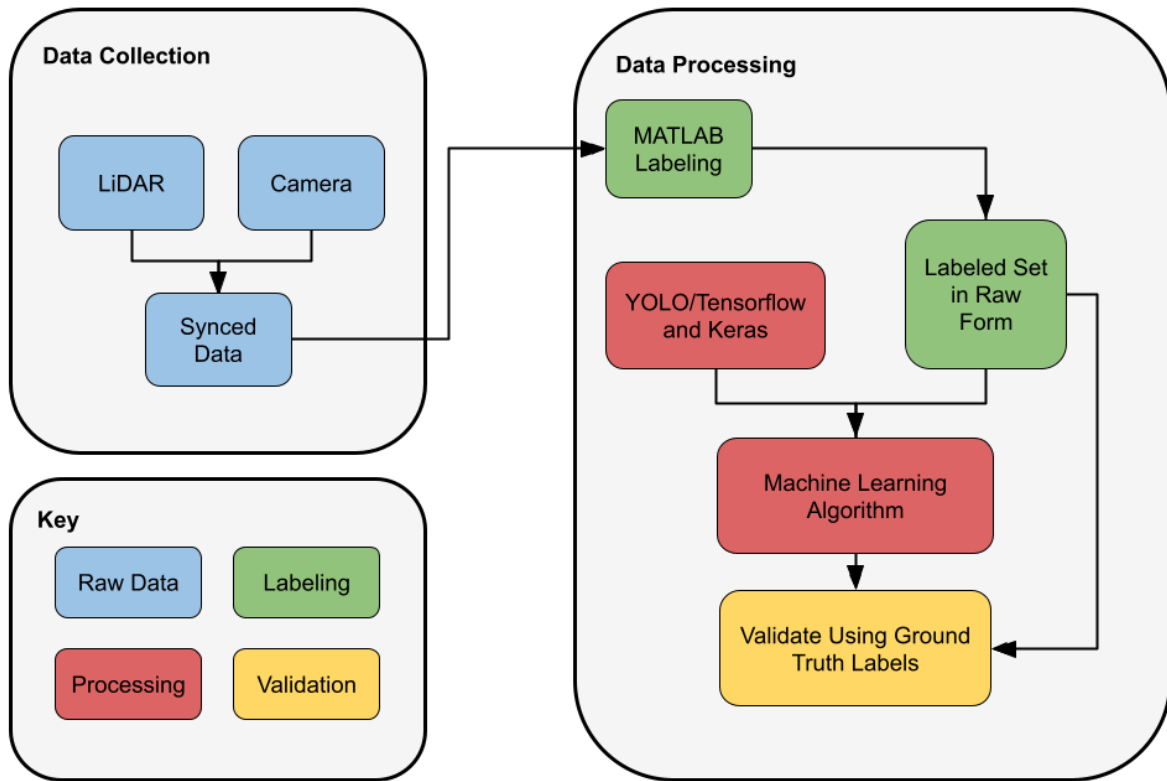 Data Collection
LiDAR
Camera
Synced
Data
Key
Raw Data
Labeling
Processing
Validation
Data Processing
MATLAB
Labeling
YOLO/Tensorflow
and Keras
Labeled Set
in Raw
Form
Machine Learning
Algorithm
Validate Using Ground
Truth Labels